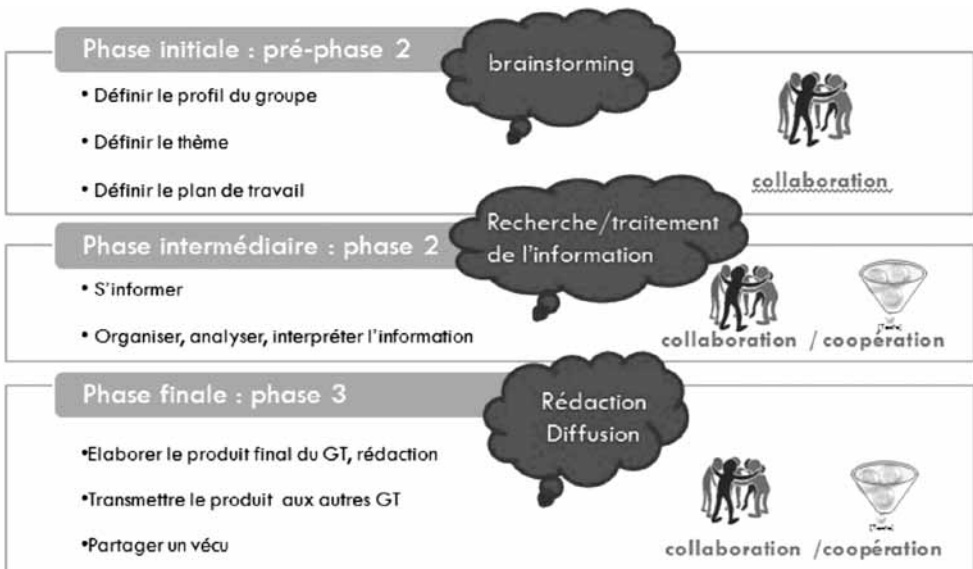 Phase initiale : pré-phase 2
brainstorming
• Définir le profil du groupe
• Définir le thème
• Définir le plan de travail
collaboration
Phase intermédiaire : phase 2
Recherche/traitement
de l'information
• S'informer
• Organiser, analyser, interpréter l'information
collaboration / coopération
Phase finale : phase 3
Rédaction
Diffusion
•Elaborer le produit final du GT, rédaction
•Transmettre le produit aux autres GT
•Partager un vécu
collaboration /coopération